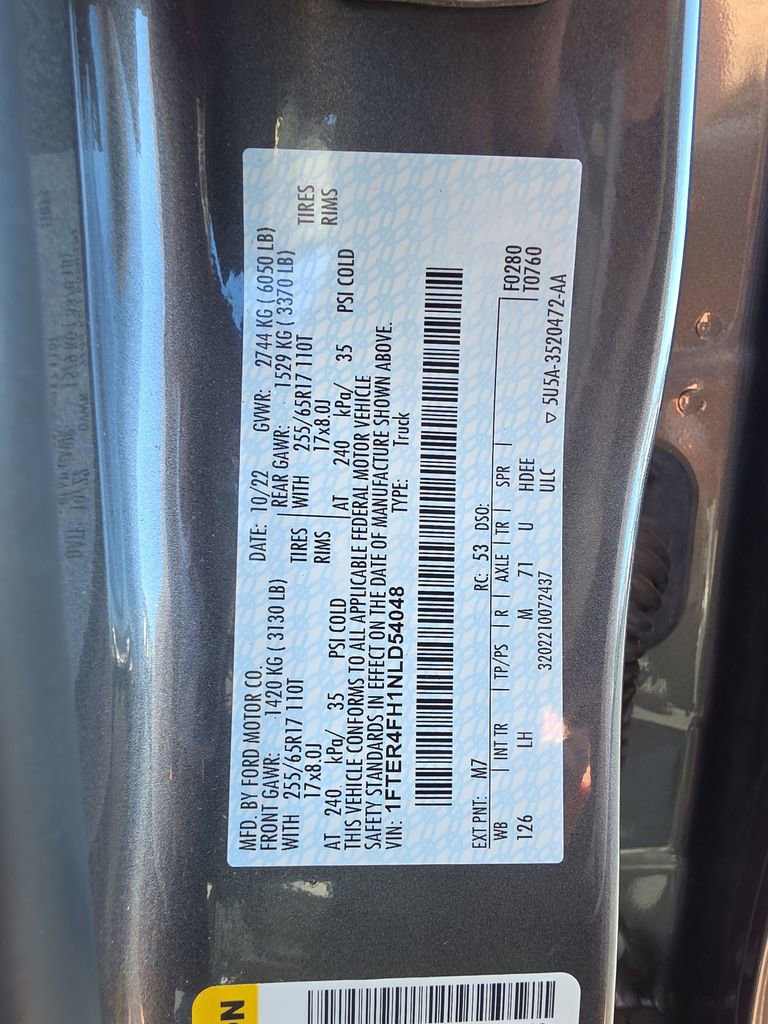 MFD. BY FORD MOTOR CO.
DATE: 10/22 GVWR: 2744 KG ( 6050 LB)
FRONT GAWR: 1420 KG ( 3130 LB)
REAR GAWR: 1529 KG ( 3370 LB)
WITH 255/65R17 110T TIRES
WITH 255/65R17 110T TIRES
17x8.0J RIMS
17x8.0J RIMS
AT 240 kPa/ 35 PSI COLD
AT 240 kPa/ 35 PSI COLD
THIS VEHICLE CONFORMS TO ALL APPLICABLE FEDERAL MOTOR VEHICLE
SAFETY STANDARDS IN EFFECT ON THE DATE OF MANUFACTURE SHOWN ABOVE.
VIN: 1FTER4FH1NLD54048 TYPE: Truck
EXT PNT: M7 RC: 53 DSO: F0280
T0760
WB INT TR TP/PS R AXLE TR SPR
126 LH M 71 U HDEE
3202210072437 ULC ▽ 5U5A-3520472-AA